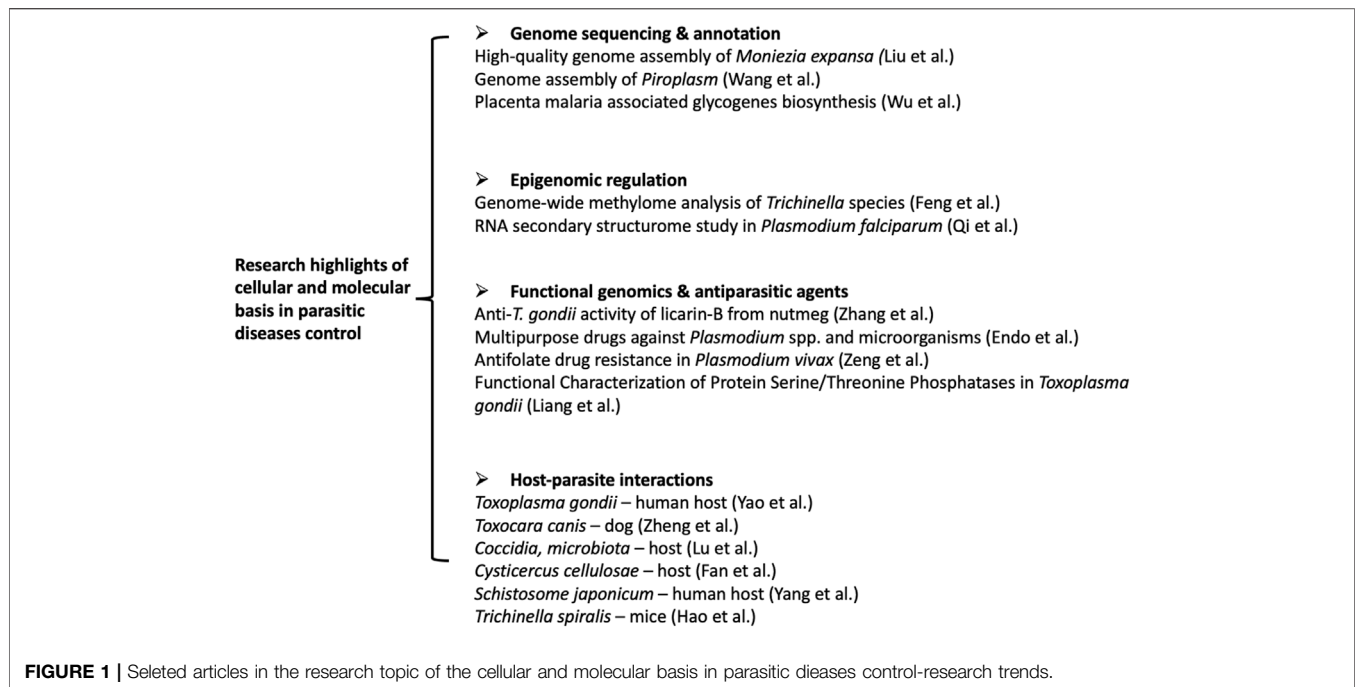 ➢ Genome sequencing & annotation
High-quality genome assembly of Moniezia expansa (Liu et al.)
Genome assembly of Piroplasm (Wang et al.)
Placenta malaria associated glycogenes biosynthesis (Wu et al.)
➢ Epigenomic regulation
Genome-wide methylome analysis of Trichinella species (Feng et al.)
RNA secondary structurome study in Plasmodium falciparum (Qi et al.)
Research highlights of
cellular and molecular
basis in parasitic
diseases control
➢ Functional genomics & antiparasitic agents
Anti-T. gondii activity of licarin-B from nutmeg (Zhang et al.)
Multipurpose drugs against Plasmodium spp. and microorganisms (Endo et al.)
Antifolate drug resistance in Plasmodium vivax (Zeng et al.)
Functional Characterization of Protein Serine/Threonine Phosphatases in Toxoplasma
gondii (Liang et al.)
➢ Host-parasite interactions
Toxoplasma gondii – human host (Yao et al.)
Toxocara canis – dog (Zheng et al.)
Coccidia, microbiota – host (Lu et al.)
Cysticercus cellulosae – host (Fan et al.)
Schistosome japonicum – human host (Yang et al.)
Trichinella spiralis – mice (Hao et al.)
FIGURE 1 | Seleted articles in the research topic of the cellular and molecular basis in parasitic dieases control-research trends.